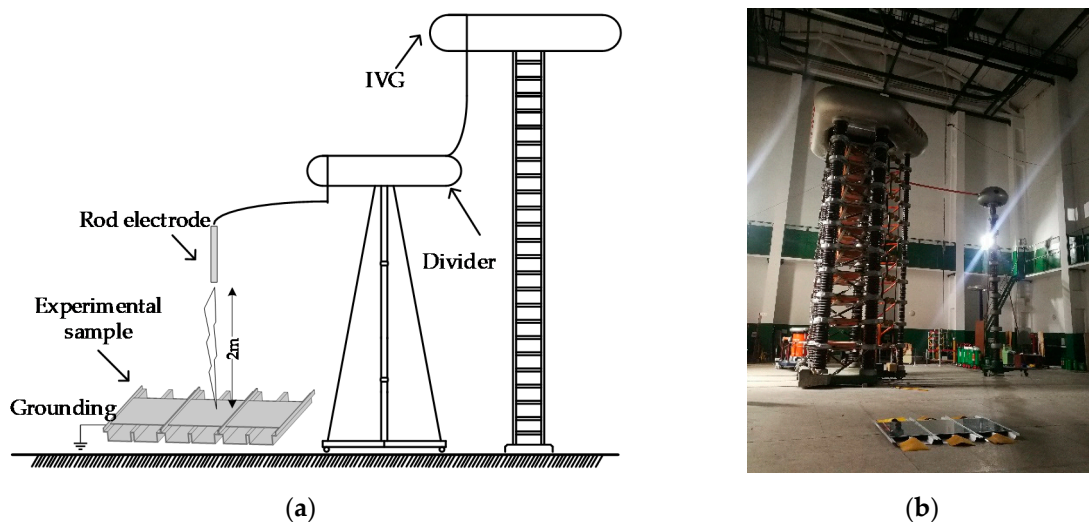 IVG
Rod electrode
Divider
Experimental
sample
2m
Grounding
(a)
(b)